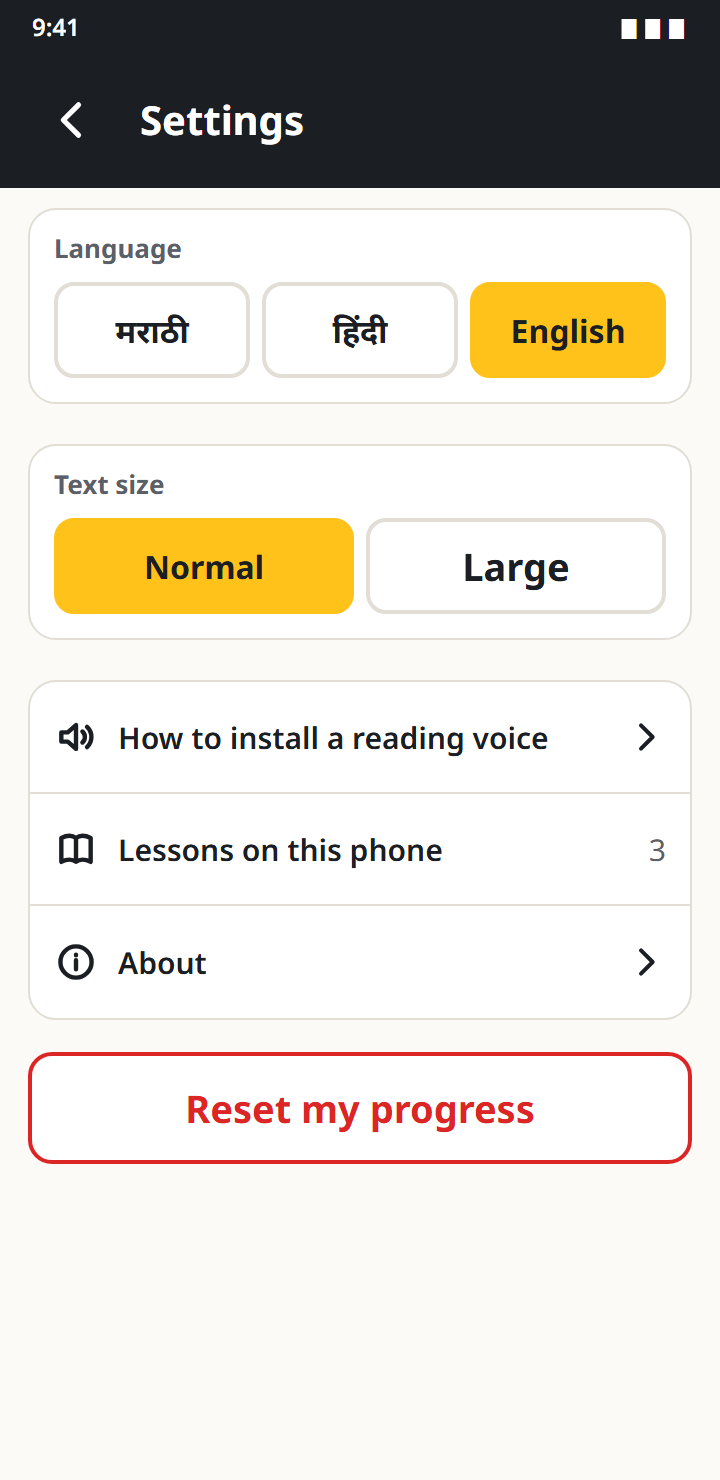 9:41
Settings
Language
मराठी
हिंदी
English
Text size
Normal
Large
How to install a reading voice
Lessons on this phone 3
About
Reset my progress